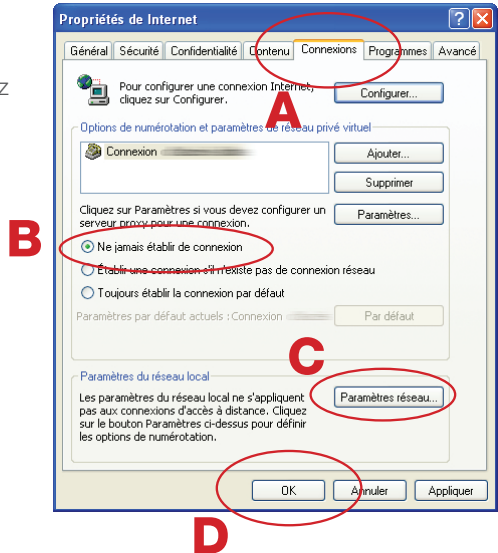 Propriétés de Internet
Général Sécurité Confidentialité Contenu Connexions Programmes Avancé
z
Pour configurer une connexion Internet, cliquez sur Configurer.
Configurer...
A
Options de numérotation et paramètres de réseau privé virtuel
Connexion
Ajouter...
Supprimer
Cliquez sur Paramètres si vous devez configurer un
serveur proxy pour une connexion.
Paramètres...
B
Ne jamais établir de connexion
Établir une connexion s'il n'existe pas de connexion réseau
Toujours établir la connexion par défaut
Paramètres par défaut actuels : Connexion
Par défaut
C
Paramètres du réseau local
Les paramètres du réseau local ne s'appliquent
pas aux connexions d'accès à distance. Cliquez
sur le bouton Paramètres ci-dessus pour définir
les options de numérotation.
Paramètres réseau...
OK Annuler Appliquer
D